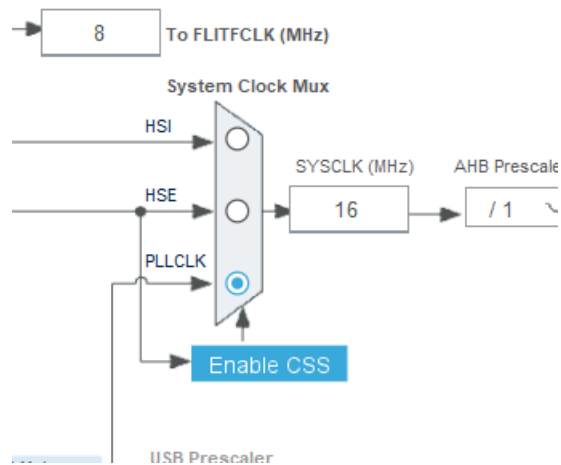 8 To FLITFCLK (MHz)
System Clock Mux
HSI
SYSCLK (MHz) AHB Prescale
HSE
16 / 1
PLLCLK
Enable CSS
USB Prescaler